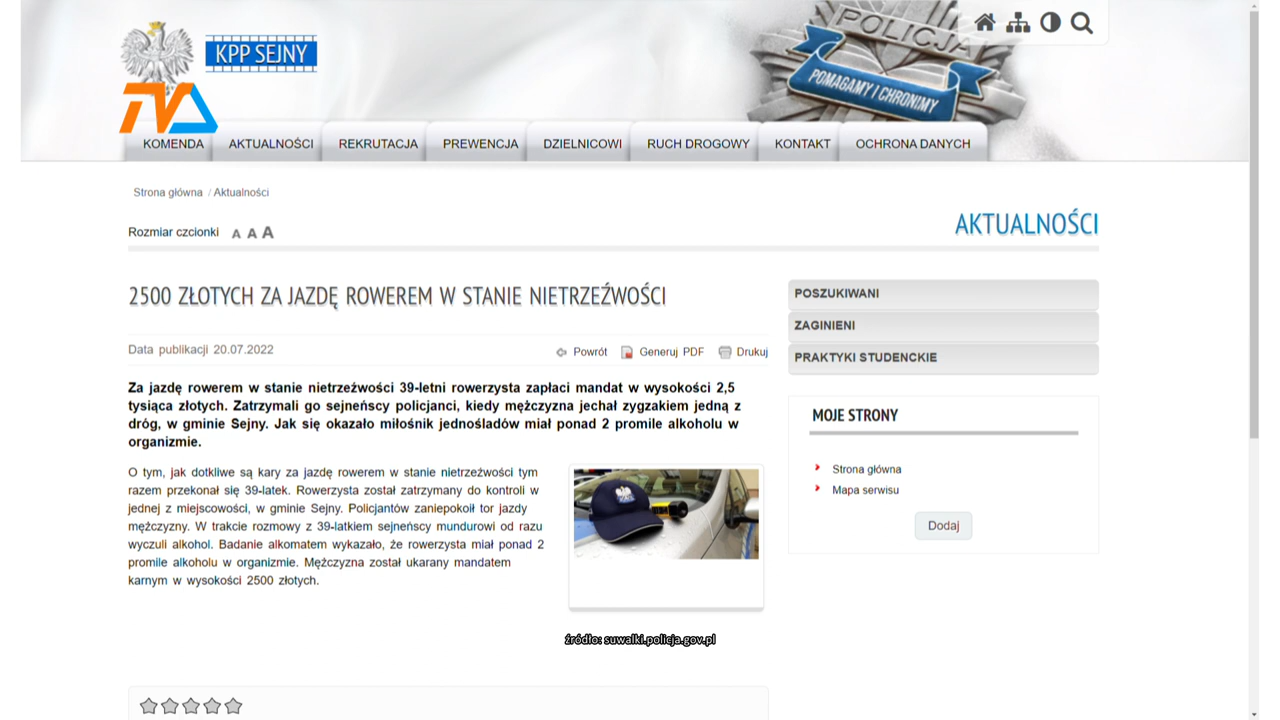 KPP SEJNY
POLICJA
POMAGAMY I CHRONIMY
TVA
KOMENDA AKTUALNOŚCI REKRUTACJA PREWENCJA DZIELNICOWI RUCH DROGOWY KONTAKT OCHRONA DANYCH
Strona główna / Aktualności
Rozmiar czcionki A A A
AKTUALNOŚCI
2500 ZŁOTYCH ZA JAZDĘ ROWEREM W STANIE NIETRZEŹWOŚCI
Data publikacji 20.07.2022
Powrót Generuj PDF Drukuj
Za jazdę rowerem w stanie nietrzeźwości 39-letni rowerzysta zapłaci mandat w wysokości 2,5
tysiąca złotych. Zatrzymali go sejneńscy policjanci, kiedy mężczyzna jechał zygzakiem jedną z
dróg, w gminie Sejny. Jak się okazało miłośnik jednośladów miał ponad 2 promile alkoholu w
organizmie.
O tym, jak dotkliwe są kary za jazdę rowerem w stanie nietrzeźwości tym
razem przekonał się 39-latek. Rowerzysta został zatrzymany do kontroli w
jednej z miejscowości, w gminie Sejny. Policjantów zaniepokoił tor jazdy
mężczyzny. W trakcie rozmowy z 39-latkiem sejneńscy mundurowi od razu
wyczuli alkohol. Badanie alkomatem wykazało, że rowerzysta miał ponad 2
promile alkoholu w organizmie. Mężczyzna został ukarany mandatem
karnym w wysokości 2500 złotych.
źródło: suwalki.policja.gov.pl
POSZUKIWANI
ZAGINIENI
PRAKTYKI STUDENCKIE
MOJE STRONY
Strona główna
Mapa serwisu
Dodaj